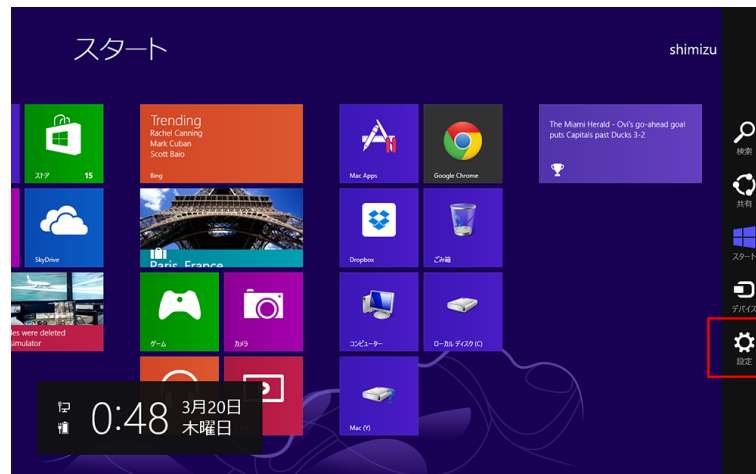 スタート
shimizu
ストア 15
Trending
Rachel Canning
Mark Cuban
Scott Baio
Bing
Mac Apps
Google Chrome
The Miami Herald - Ovi's go-ahead goal
puts Capitals past Ducks 3-2
検索
共有
スタート
デバイス
設定
SkyDrive
Paris, France
Dropbox
ごみ箱
les were deleted
simulator
ゲーム
カメラ
コンピューター
ローカル ディスク (C)
Mac (Y)
0:48
3月20日
木曜日